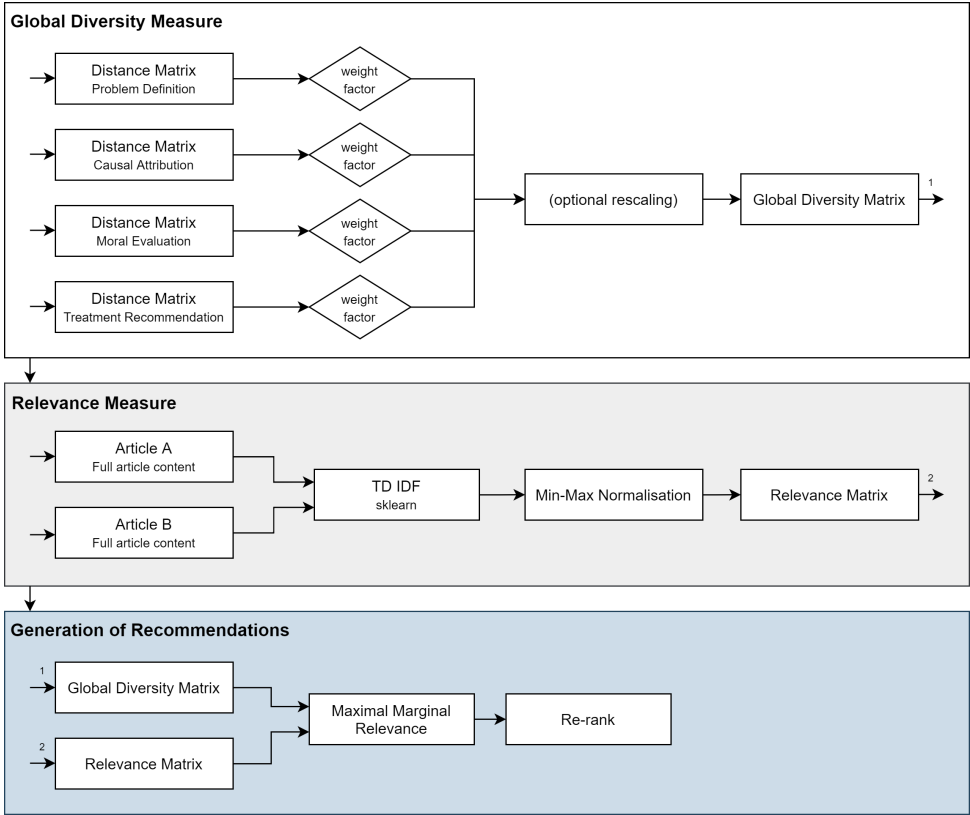 Global Diversity Measure
Distance Matrix
Problem Definition
weight
factor
Distance Matrix
Causal Attribution
weight
factor
Distance Matrix
Moral Evaluation
weight
factor
Distance Matrix
Treatment Recommendation
weight
factor
(optional rescaling)
Global Diversity Matrix
1
Relevance Measure
Article A
Full article content
Article B
Full article content
TD IDF
sklearn
Min-Max Normalisation
Relevance Matrix
2
Generation of Recommendations
1
Global Diversity Matrix
2
Relevance Matrix
Maximal Marginal
Relevance
Re-rank